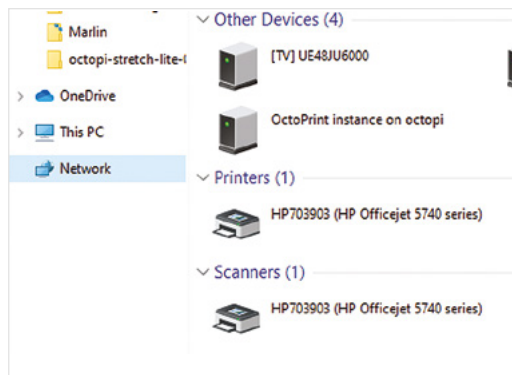 Marlin
octopi-stretch-lite-
OneDrive
This PC
Network
Other Devices (4)
[TV] UE48JU6000
OctoPrint instance on octopi
Printers (1)
HP703903 (HP Officejet 5740 series)
Scanners (1)
HP703903 (HP Officejet 5740 series)